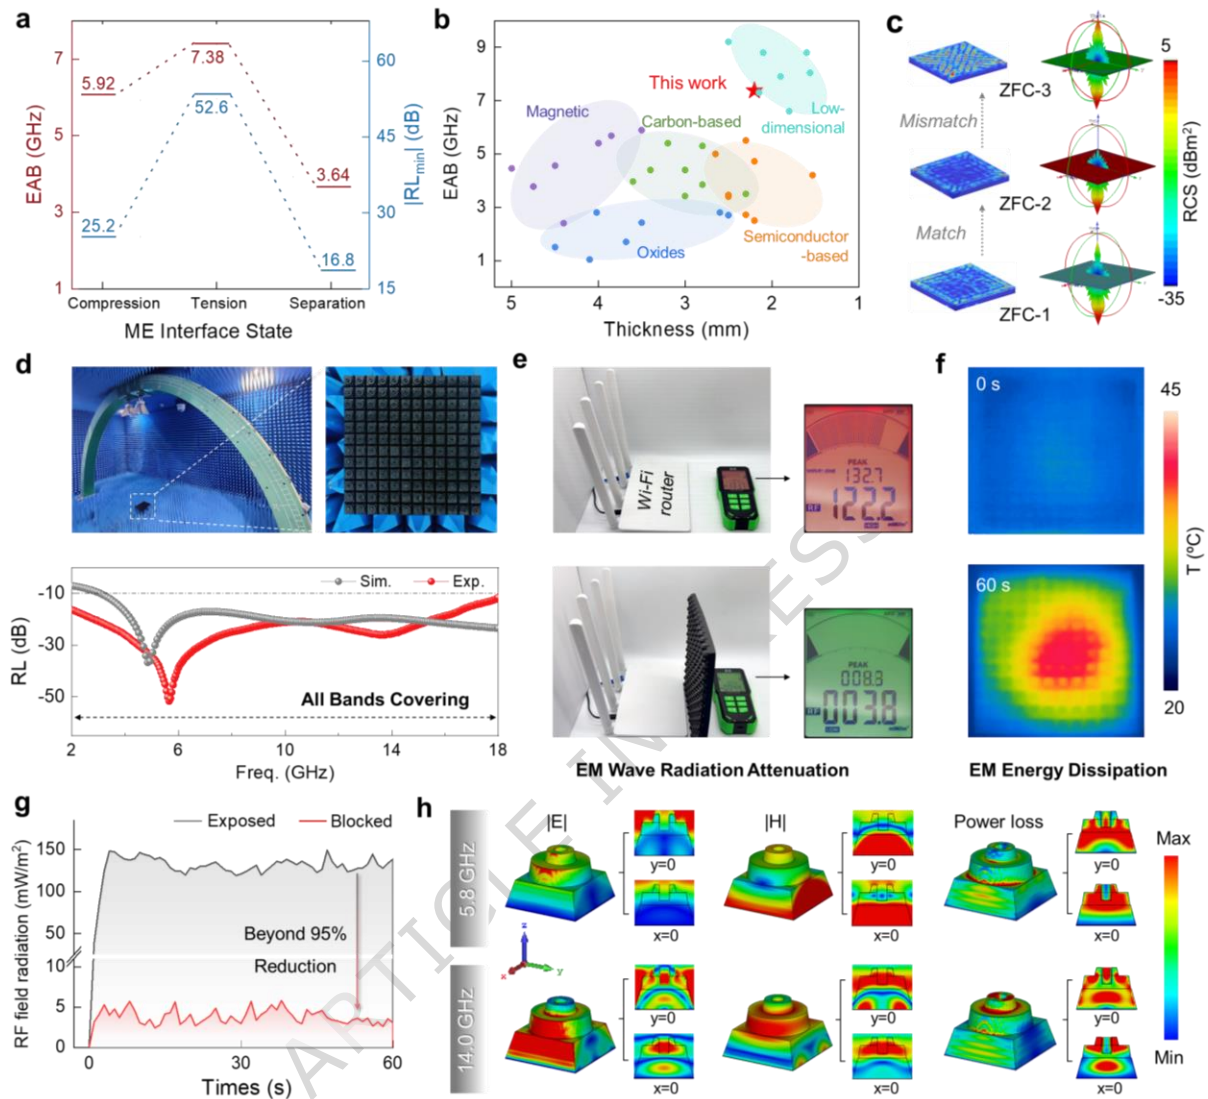 a
7
5
3
1
EAB (GHz)
5.92
7.38
3.64
25.2
52.6
16.8
60
45
30
15
|RLmin| (dB)
Compression
Tension
Separation
ME Interface State
b
9
7
5
3
1
EAB (GHz)
This work
Magnetic
Carbon-based
Low-
dimensional
Oxides
Semiconductor
-based
5
4
3
2
1
Thickness (mm)
c
ZFC-3
Mismatch
ZFC-2
Match
ZFC-1
5
-35
RCS (dBm²)
d
Sim.
Exp.
-10
-30
-50
RL (dB)
All Bands Covering
2
6
10
14
18
Freq. (GHz)
e
Wi-Fi
router
PEAK
132.7
RF
122.2
PEAK
008.3
RF
003.8
EM Wave Radiation Attenuation
f
0 s
60 s
45
T (ºC)
20
EM Energy Dissipation
g
Exposed
Blocked
150
100
50
10
5
0
RF field radiation (mW/m²)
Beyond 95%
Reduction
0
30
60
Times (s)
h
5.8 GHz
14.0 GHz
|E|
|H|
Power loss
y=0
x=0
y=0
x=0
y=0
x=0
z
x
y
y=0
x=0
y=0
x=0
y=0
x=0
Max
Min
ARTICLE IN PRESS